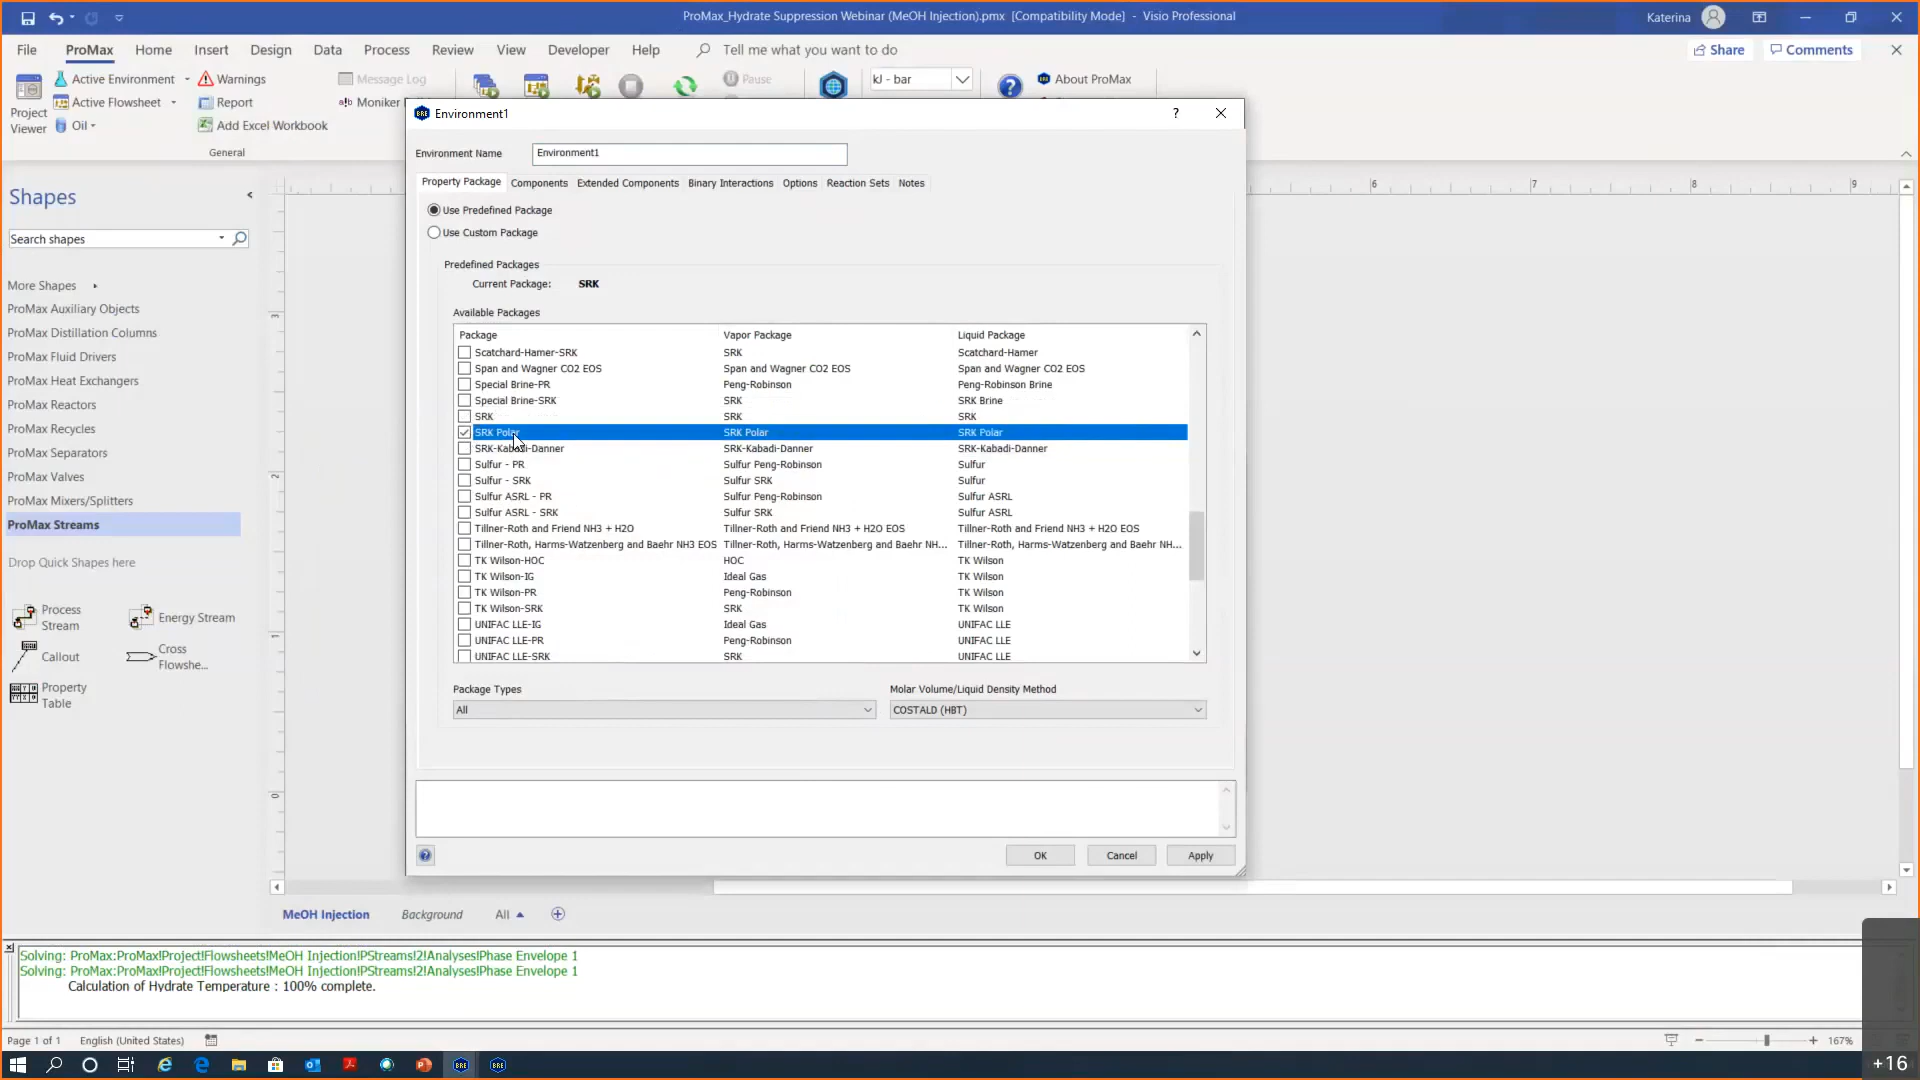 ProMax_Hydrate Suppression Webinar (MeOH Injection).pmx [Compatibility Mode] - Visio Professional
Katerina
File ProMax Home Insert Design Data Process Review View Developer Help Tell me what you want to do Share Comments
Project Viewer
Active Environment
Active Flowsheet
Oil
Warnings
Report
Add Excel Workbook
Message Log
Moniker
General
Pause
kJ - bar
About ProMax
BRE Environment1 ?
Environment Name Environment1
Property Package Components Extended Components Binary Interactions Options Reaction Sets Notes
Use Predefined Package
Use Custom Package
Predefined Packages
Current Package: SRK
Available Packages
Package Vapor Package Liquid Package
Scatchard-Hamer-SRK SRK Scatchard-Hamer
Span and Wagner CO2 EOS Span and Wagner CO2 EOS Span and Wagner CO2 EOS
Special Brine-PR Peng-Robinson Peng-Robinson Brine
Special Brine-SRK SRK SRK Brine
SRK SRK SRK
SRK Polar SRK Polar SRK Polar
SRK-Kabadi-Danner SRK-Kabadi-Danner SRK-Kabadi-Danner
Sulfur - PR Sulfur Peng-Robinson Sulfur
Sulfur - SRK Sulfur SRK Sulfur
Sulfur ASRL - PR Sulfur Peng-Robinson Sulfur ASRL
Sulfur ASRL - SRK Sulfur SRK Sulfur ASRL
Tillner-Roth and Friend NH3 + H2O Tillner-Roth and Friend NH3 + H2O EOS Tillner-Roth and Friend NH3 + H2O EOS
Tillner-Roth, Harms-Watzenberg and Baehr NH3 EOS Tillner-Roth, Harms-Watzenberg and Baehr NH... Tillner-Roth, Harms-Watzenberg and Baehr NH...
TK Wilson-HOC HOC TK Wilson
TK Wilson-IG Ideal Gas TK Wilson
TK Wilson-PR Peng-Robinson TK Wilson
TK Wilson-SRK SRK TK Wilson
UNIFAC LLE-IG Ideal Gas UNIFAC LLE
UNIFAC LLE-PR Peng-Robinson UNIFAC LLE
UNIFAC LLE-SRK SRK UNIFAC LLE
Package Types Molar Volume/Liquid Density Method
All COSTALD (HBT)
OK Cancel Apply
Shapes
Search shapes
More Shapes
ProMax Auxiliary Objects
ProMax Distillation Columns
ProMax Fluid Drivers
ProMax Heat Exchangers
ProMax Reactors
ProMax Recycles
ProMax Separators
ProMax Valves
ProMax Mixers/Splitters
ProMax Streams
Drop Quick Shapes here
Process Stream
Energy Stream
Callout
Cross Flowshe...
Property Table
6 7 8 9
3
2
1
0
MeOH Injection Background All
Solving: ProMax:ProMax!Project!Flowsheets!MeOH Injection!PStreams!2!Analyses!Phase Envelope 1
Solving: ProMax:ProMax!Project!Flowsheets!MeOH Injection!PStreams!2!Analyses!Phase Envelope 1
Calculation of Hydrate Temperature : 100% complete.
Page 1 of 1 English (United States) 167%
+16